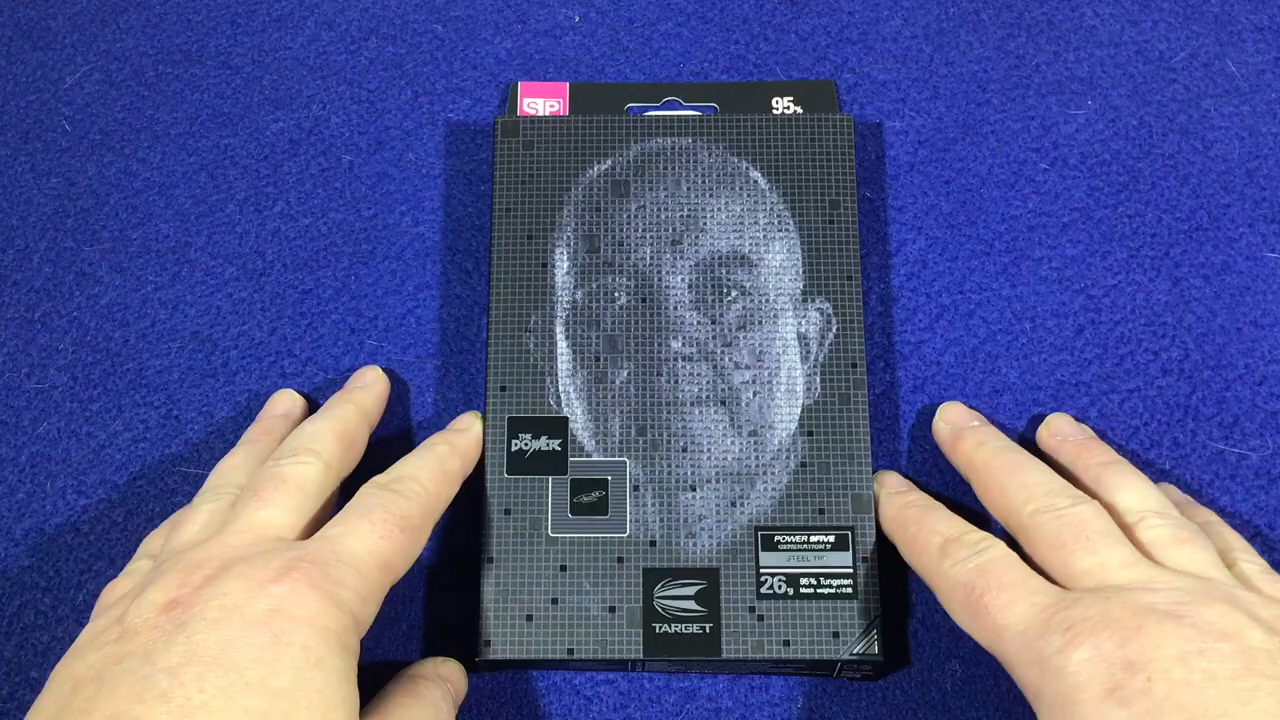 SP
95%
THE
POWER
POWER 9FIVE
GENERATION 9
STEEL TIP
26g
95% Tungsten
Match weighed +/-0.05
TARGET